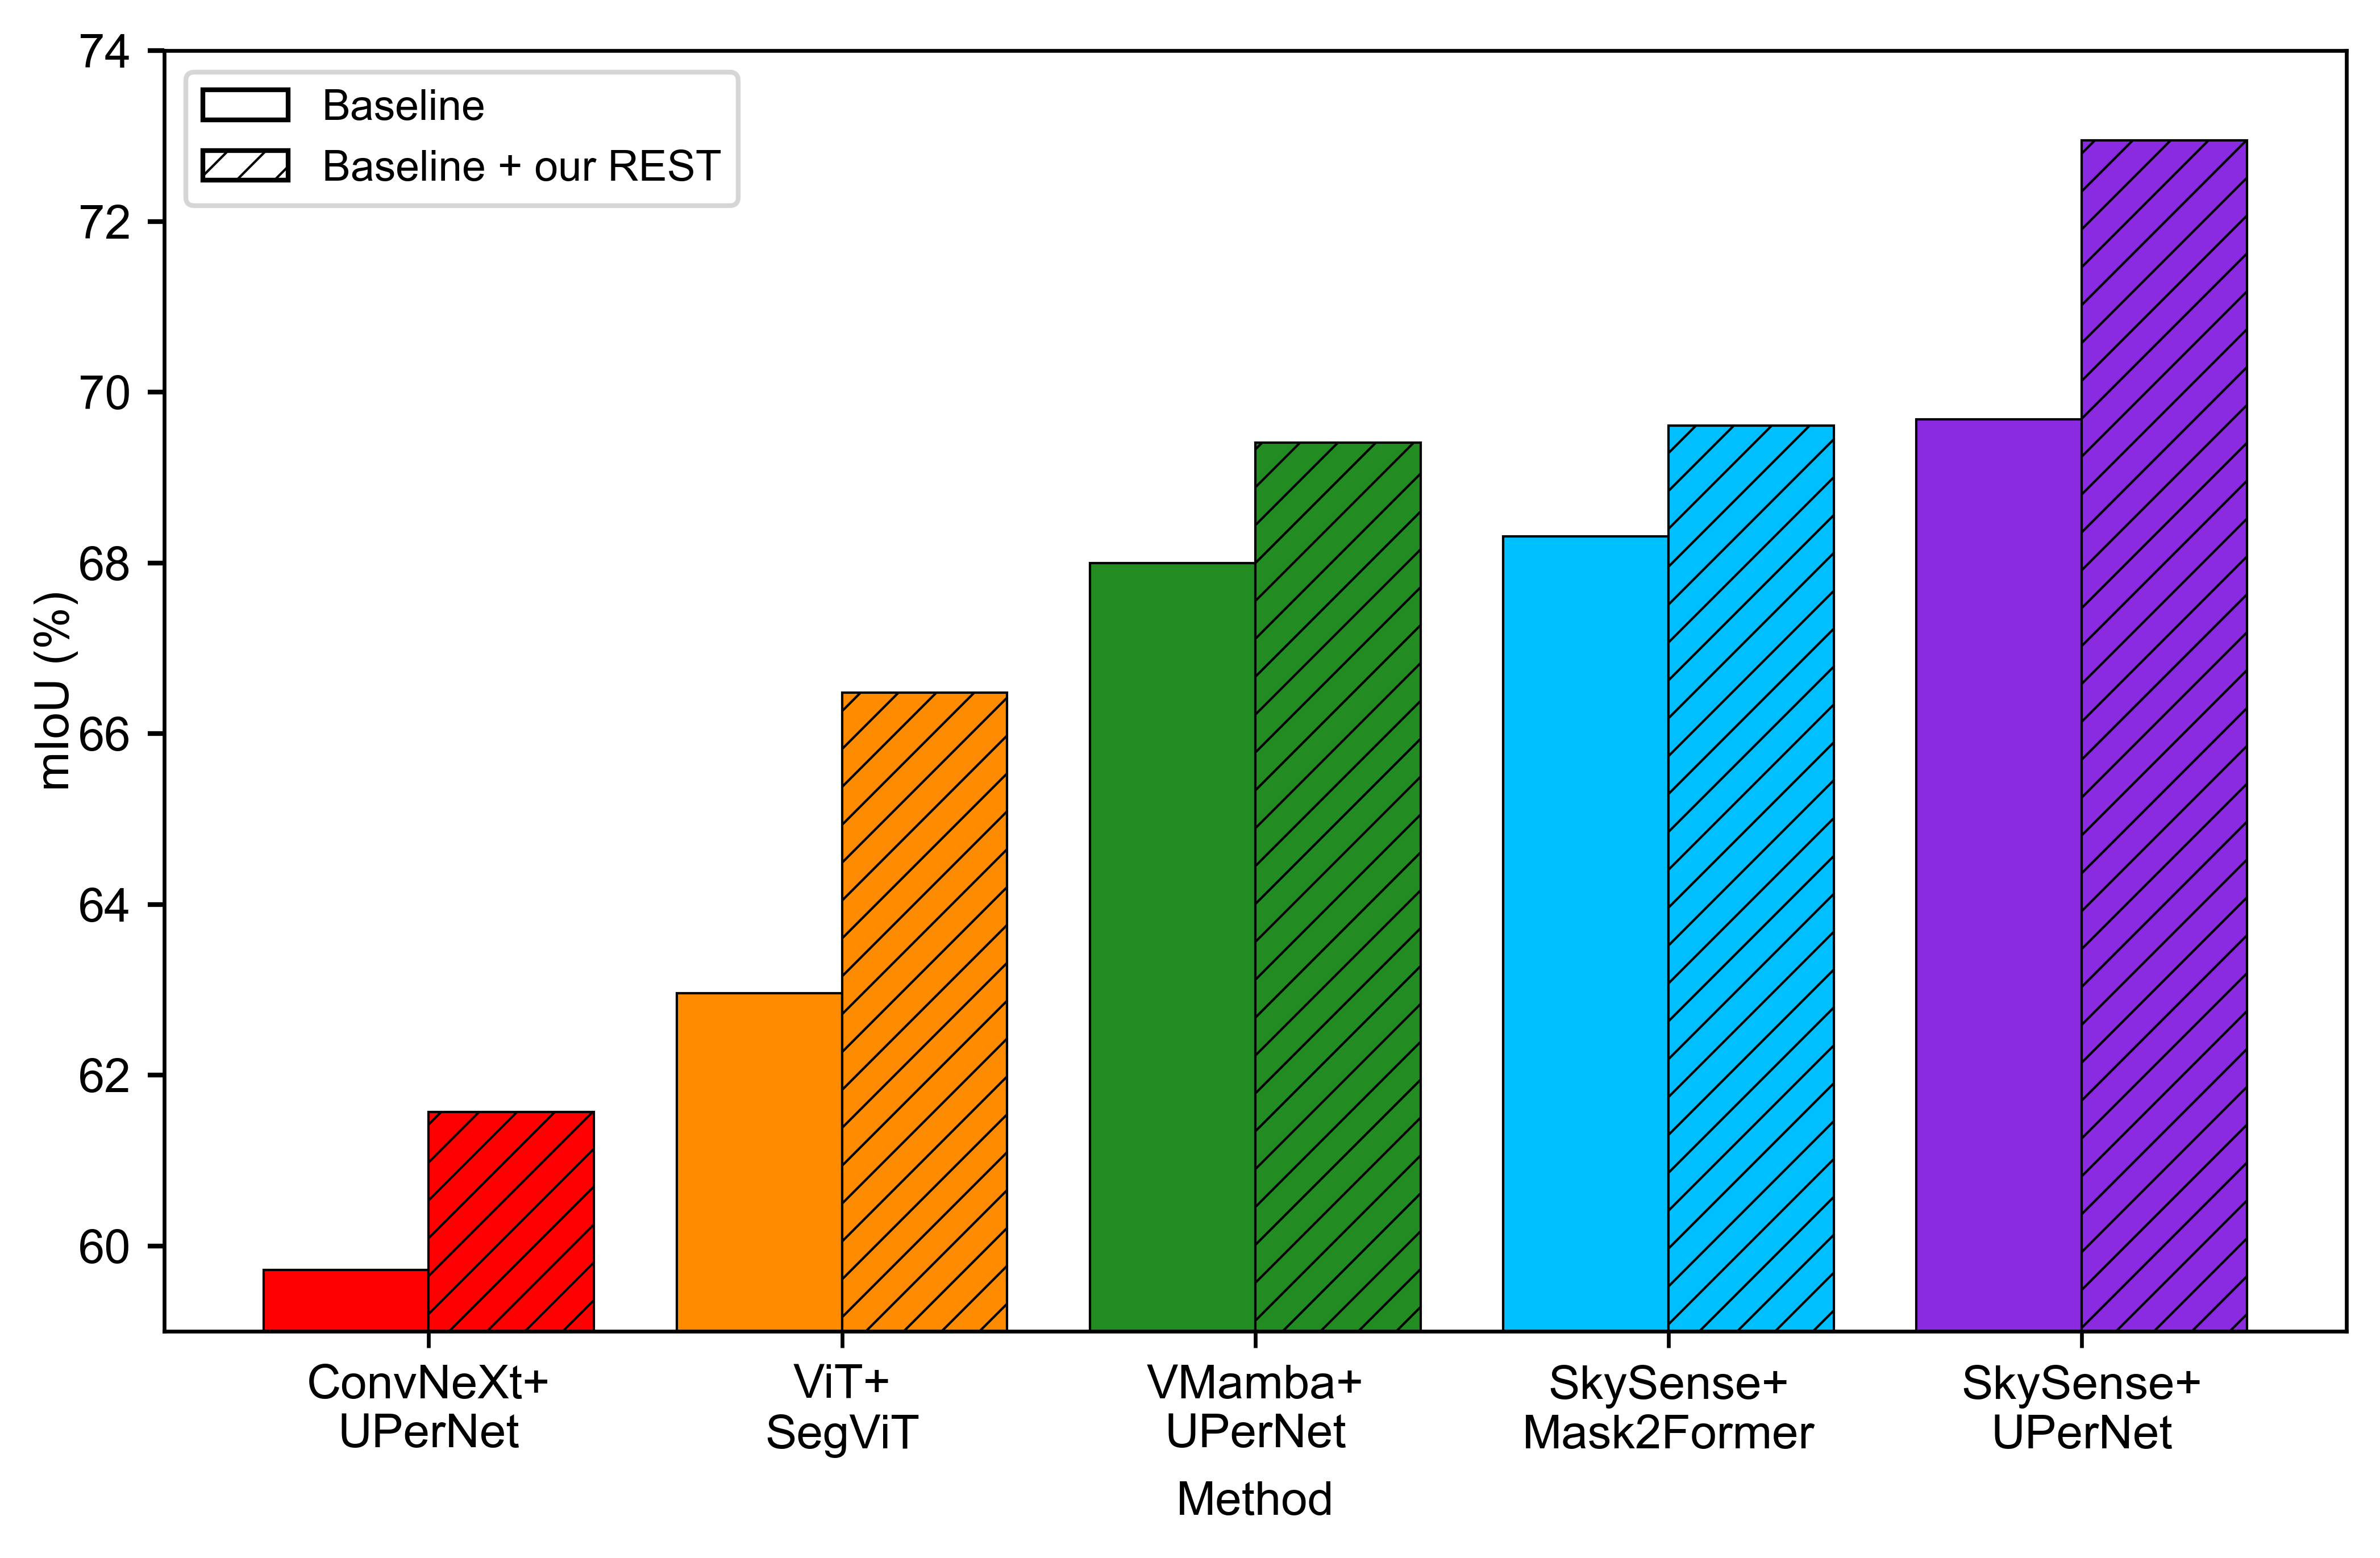 74
72
70
68
66
64
62
60
mIoU (%)
Baseline
Baseline + our REST
ConvNeXt+
UPerNet
ViT+
SegViT
VMamba+
UPerNet
SkySense+
Mask2Former
SkySense+
UPerNet
Method